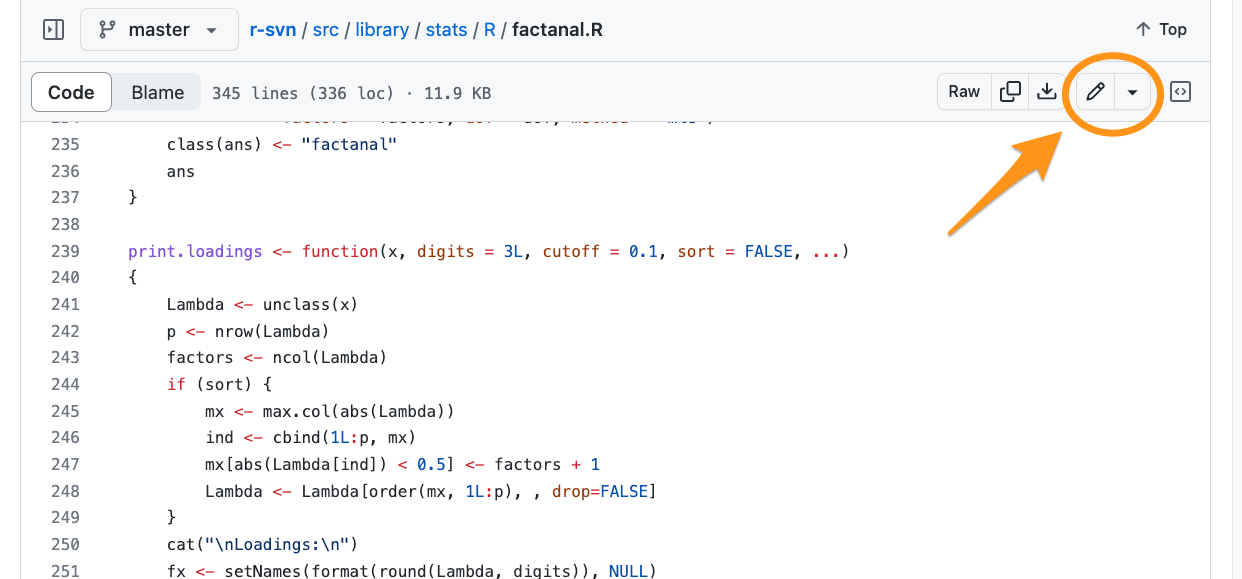 master r-svn / src / library / stats / R / factanal.R Top
Code Blame 345 lines (336 loc) · 11.9 KB Raw
235 class(ans) <- "factanal"
236 ans
237 }
238
239 print.loadings <- function(x, digits = 3L, cutoff = 0.1, sort = FALSE, ...)
240 {
241 Lambda <- unclass(x)
242 p <- nrow(Lambda)
243 factors <- ncol(Lambda)
244 if (sort) {
245 mx <- max.col(abs(Lambda))
246 ind <- cbind(1L:p, mx)
247 mx[abs(Lambda[ind]) < 0.5] <- factors + 1
248 Lambda <- Lambda[order(mx, 1L:p), , drop=FALSE]
249 }
250 cat("\nLoadings:\n")
251 fx <- setNames(format(round(Lambda, digits)), NULL)